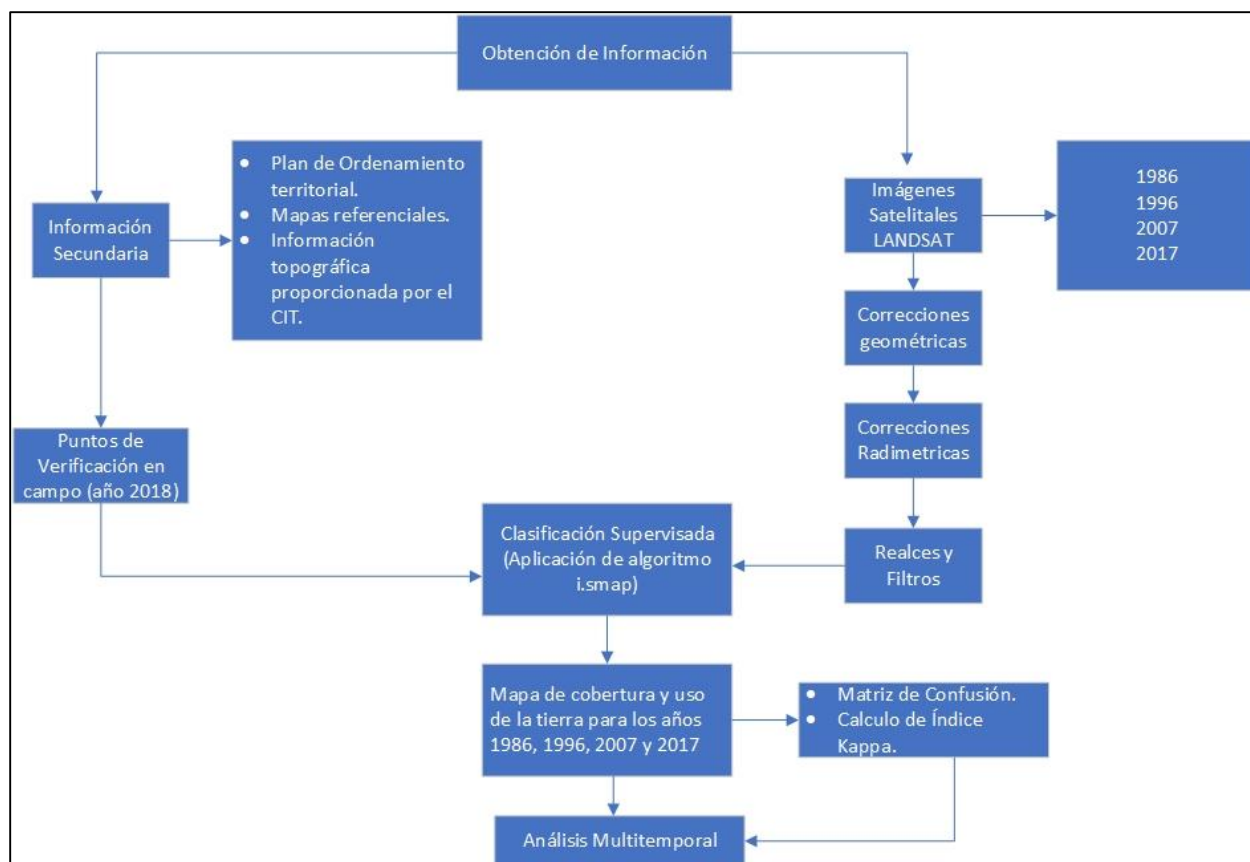 Obtención de Información
• Plan de Ordenamiento
territorial.
• Mapas referenciales.
• Información
topográfica
proporcionada por el
CIT.
Información
Secundaria
Imágenes
Satelitales
LANDSAT
1986
1996
2007
2017
Correcciones
geométricas
Correcciones
Radimetricas
Puntos de
Verificación en
campo (año 2018)
Clasificación Supervisada
(Aplicación de algoritmo
i.smap)
Realces y
Filtros
Mapa de cobertura y uso
de la tierra para los años
1986, 1996, 2007 y 2017
• Matriz de Confusión.
• Calculo de Índice
Kappa.
Análisis Multitemporal